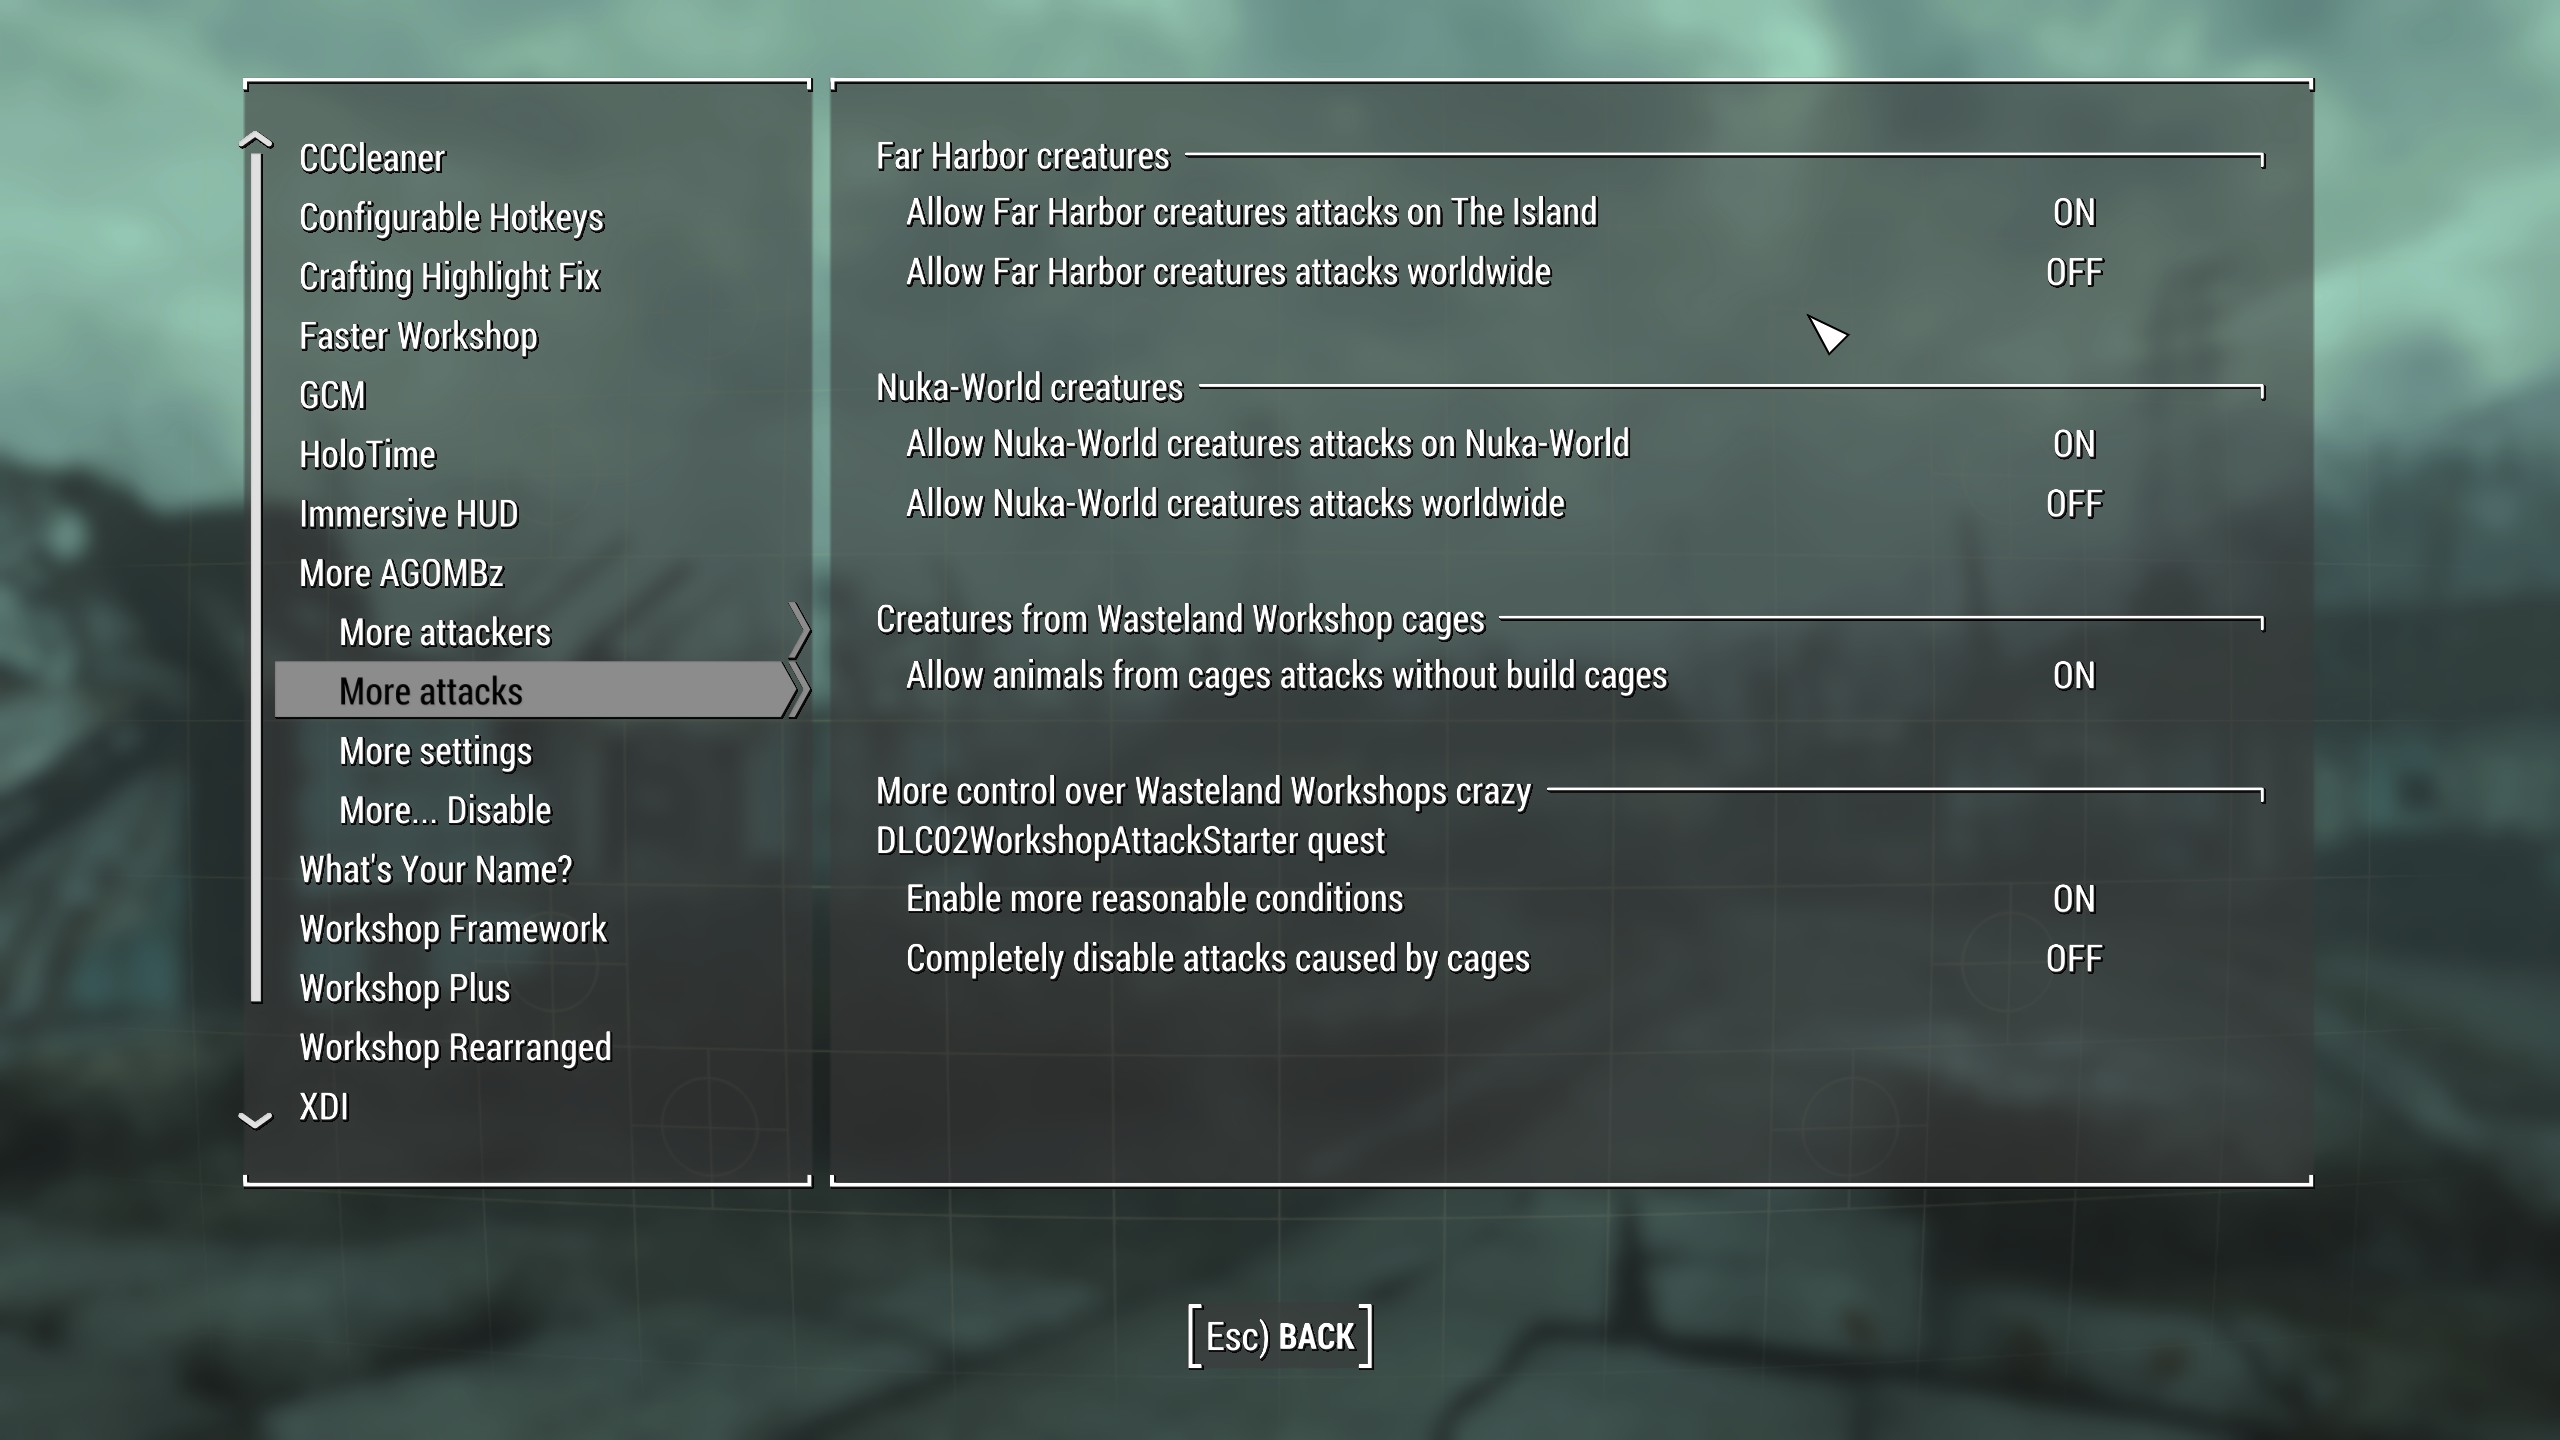 CCCleaner
Configurable Hotkeys
Crafting Highlight Fix
Faster Workshop
GCM
HoloTime
Immersive HUD
More AGOMBz
More attackers
More attacks
More settings
More... Disable
What's Your Name?
Workshop Framework
Workshop Plus
Workshop Rearranged
XDI
Far Harbor creatures
Allow Far Harbor creatures attacks on The Island ON
Allow Far Harbor creatures attacks worldwide OFF
Nuka-World creatures
Allow Nuka-World creatures attacks on Nuka-World ON
Allow Nuka-World creatures attacks worldwide OFF
Creatures from Wasteland Workshop cages
Allow animals from cages attacks without build cages ON
More control over Wasteland Workshops crazy
DLC02WorkshopAttackStarter quest
Enable more reasonable conditions ON
Completely disable attacks caused by cages OFF
[Esc) BACK]